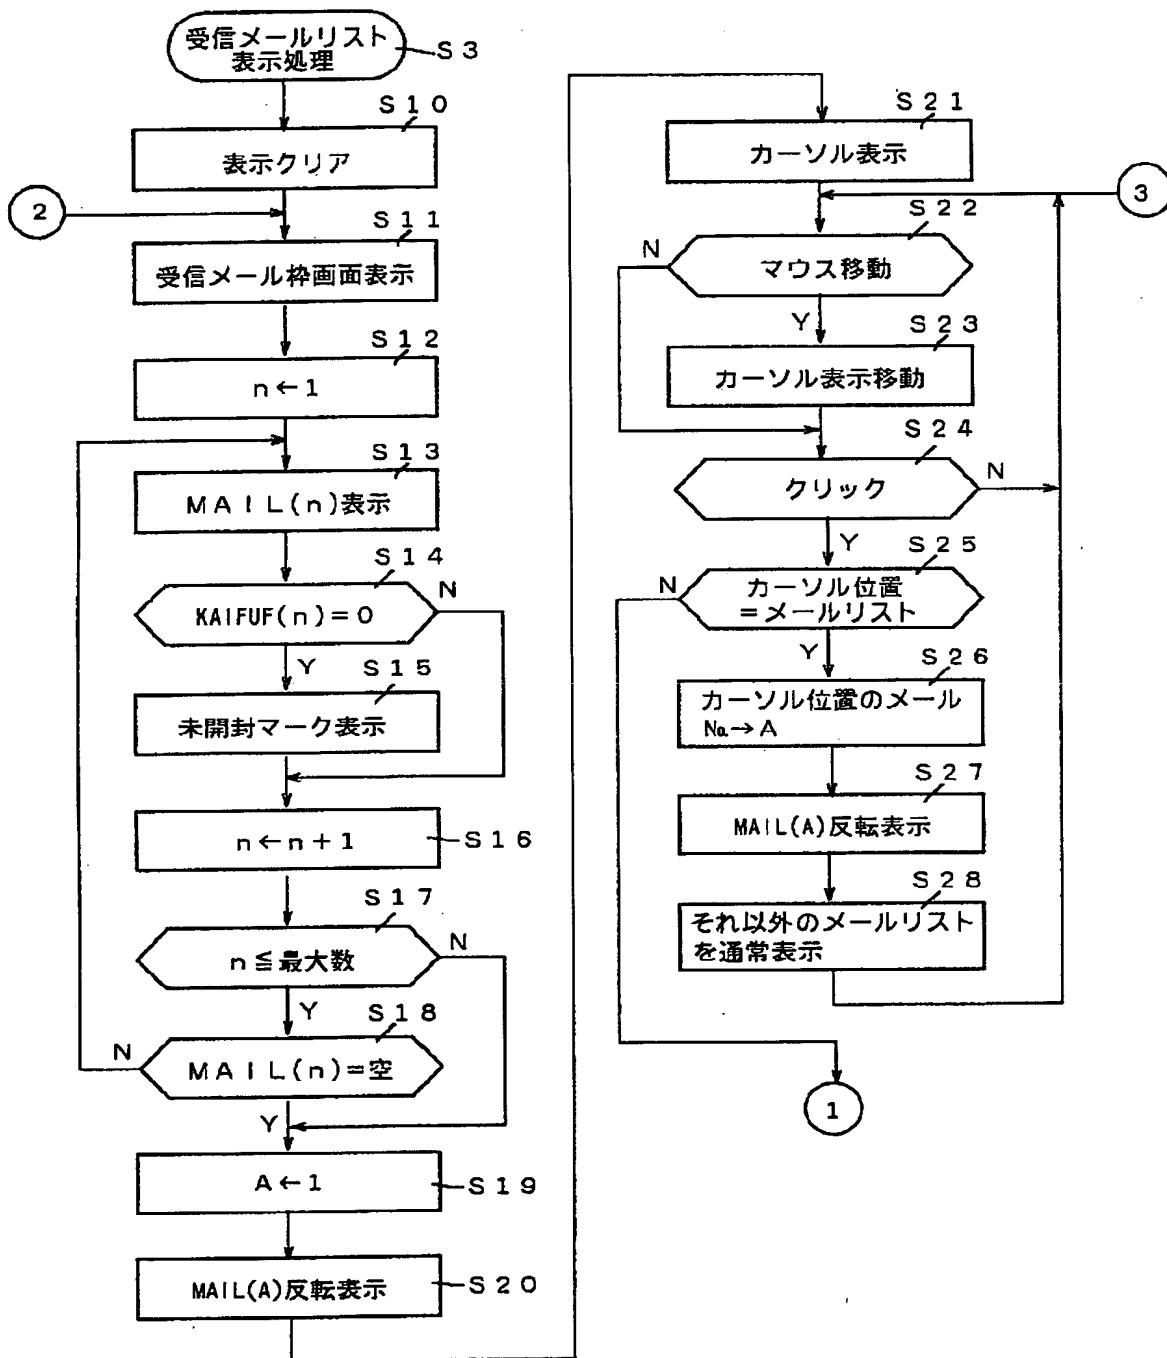 受信メールリスト
表示処理
S3
S10
表示クリア
2
S11
受信メール枠画面表示
S12
n←1
S13
MAIL(n)表示
S14
KAIFUF(n)=0
N
Y
S15
未開封マーク表示
n←n+1
S16
S17
n≦最大数
N
Y
S18
N
MAIL(n)=空
Y
A←1
S19
MAIL(A)反転表示
S20
S21
カーソル表示
3
S22
N
マウス移動
Y
S23
カーソル表示移動
S24
クリック
N
Y
S25
N
カーソル位置
=メールリスト
Y
S26
カーソル位置のメール
No.→A
S27
MAIL(A)反転表示
S28
それ以外のメールリスト
を通常表示
1